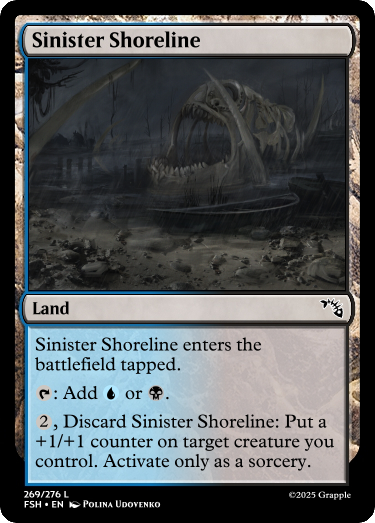 Sinister Shoreline
Land
Sinister Shoreline enters the
battlefield tapped.
: Add or .
2, Discard Sinister Shoreline: Put a
+1/+1 counter on target creature you
control. Activate only as a sorcery.
269/276 L
FSH • EN Polina Udovenko
©2025 Grapple